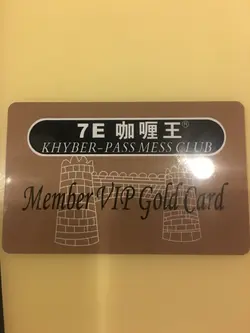 7E 咖喱王®
KHYBER-PASS MESS CLUB
Member VIP Gold Card